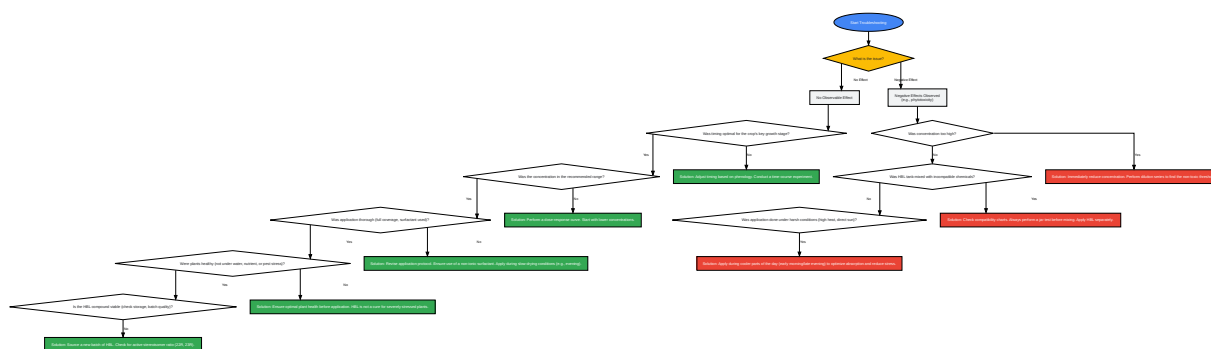 Start Troubleshooting
What is the Issue?
No Effect
Negative Effect
No Observable Effect
Negative Effects Observed
(e.g., phytotoxicity)
Was timing optimal for the crop's key growth stage?
Was concentration too high?
Yes
No
No
Yes
Was the concentration in the recommended range?
Solution: Adjust timing based on phenology. Conduct a time-course experiment.
Was HBL tank-mixed with incompatible chemicals?
Solution: Immediately reduce concentration. Perform dilution series to find the
Yes
No
No
Yes
Was application thorough (full coverage, surfactant used)?
Solution: Perform a dose-response assay. Start with lower concentrations.
Was application done under harsh conditions (high heat, direct sun)?
Solution: Check compatibility charts. Always perform a jar test before mixing. Apply HBL separately.
Yes
No
Yes
Were plants healthy (not under water, nutrient, or pest stress)?
Solution: Revise application protocol. Ensure use of a non-ionic surfactant. Apply during slow-drying conditions (e.g., evening).
Solution: Apply during cooler parts of the day (early morning/late evening) to optimize absorption and reduce stress.
Yes
No
Is the HBL compound stable (check storage, batch quality)?
Solution: Ensure optimal plant health before application. HBL is not a cure for severely stressed plants.
No
Solution: Source a new batch of HBL. Check for active stereoisomer ratio (22R, 23R).